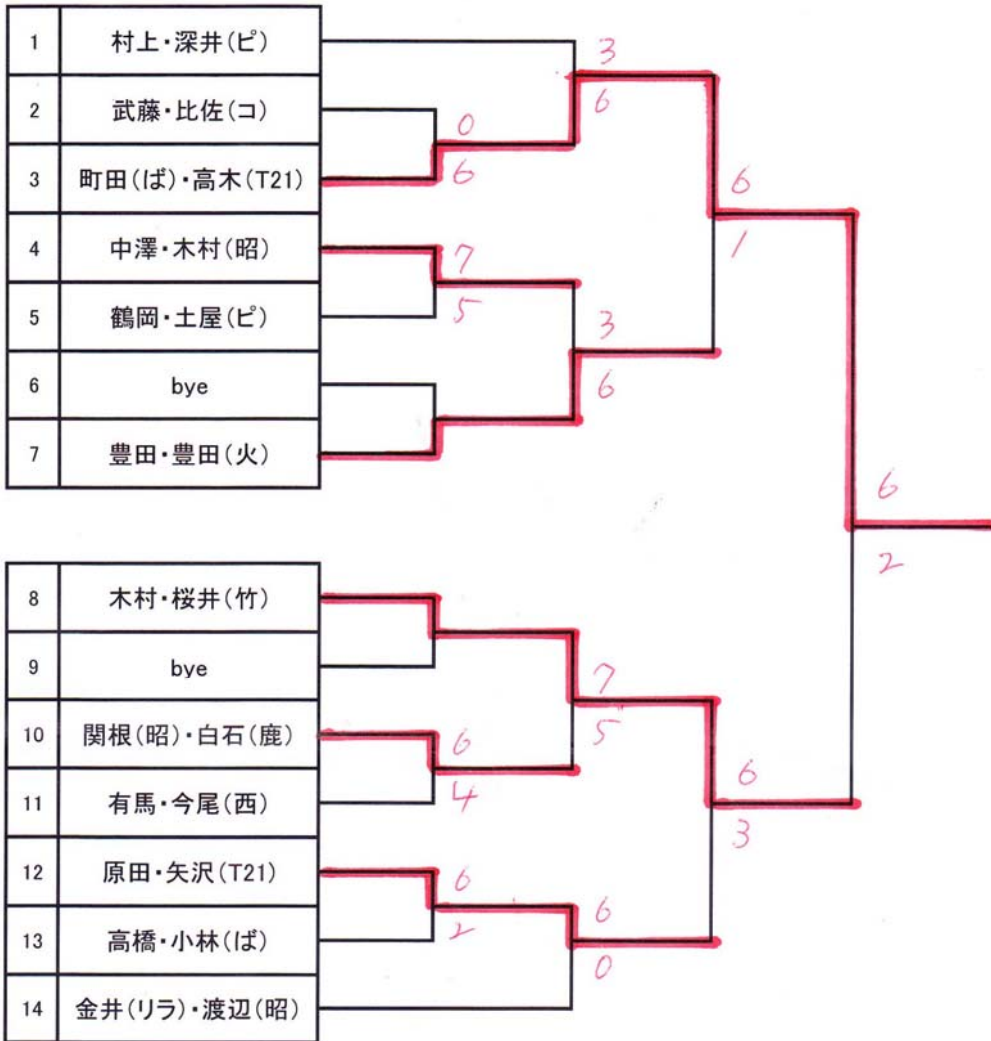 1 村上・深井(ピ)
2 武藤・比佐(コ)
3 町田(ば)・高木(T21)
4 中澤・木村(昭)
5 鶴岡・土屋(ピ)
6 bye
7 豊田・豊田(火)
3
6
0
6
6
1
7
5
3
6
6
2
8 木村・桜井(竹)
9 bye
10 関根(昭)・白石(鹿)
11 有馬・今尾(西)
12 原田・矢沢(T21)
13 高橋・小林(ば)
14 金井(リラ)・渡辺(昭)
7
5
6
4
6
3
6
2
6
0